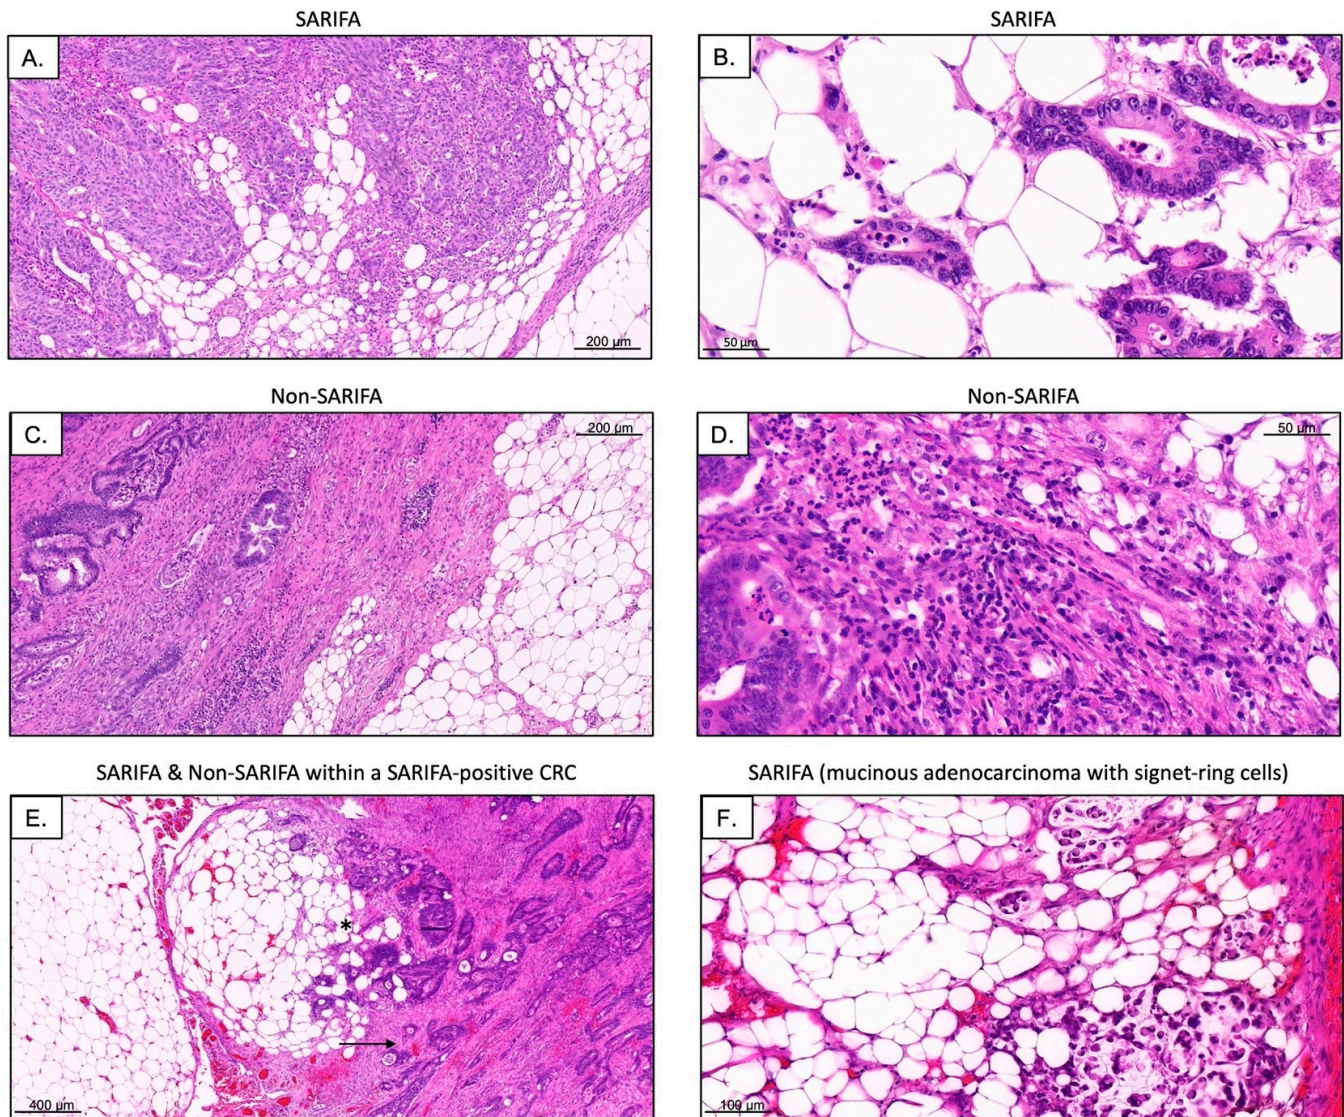 SARIFA
SARIFA
A.
B.
200 µm
50 µm
Non-SARIFA
Non-SARIFA
C.
200 µm
D.
50 µm
SARIFA & Non-SARIFA within a SARIFA-positive CRC
SARIFA (mucinous adenocarcinoma with signet-ring cells)
E.
F.
*
400 µm
100 µm